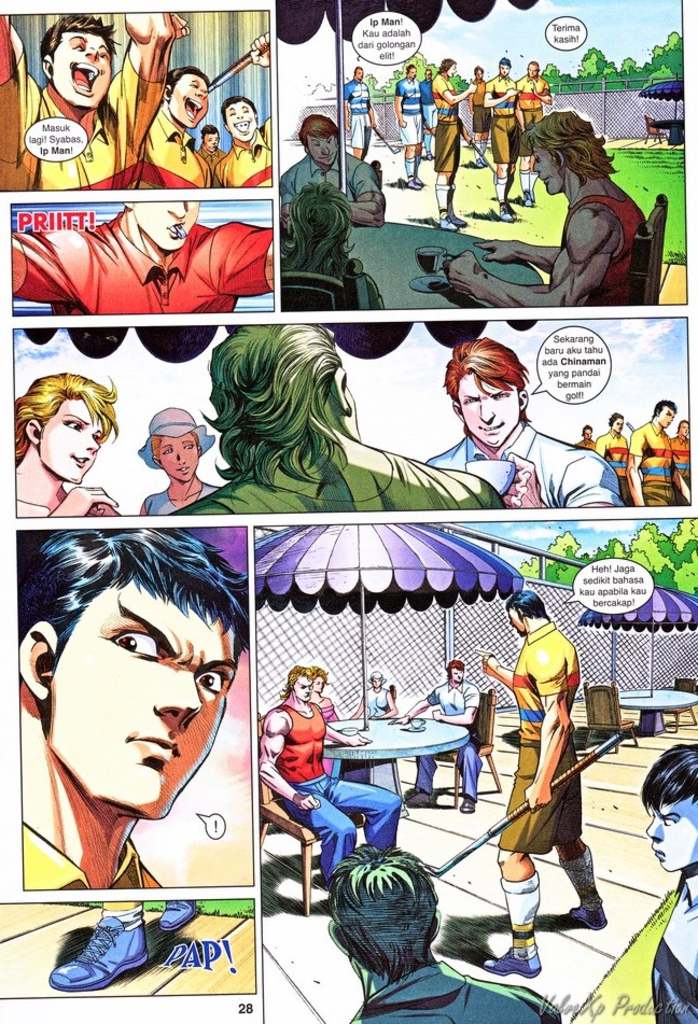 Masuk
lagi! Syabas,
Ip Man!
PRIITT!
Ip Man!
Kau adalah
dari golongan
elit!
Terima
kasih!
Sekarang
baru aku tahu
ada Chinaman
yang pandai
bermain
golf!
!
PAP!
Heh! Jaga
sedikit bahasa
kau apabila kau
bercakap!
28
ValveXp Production